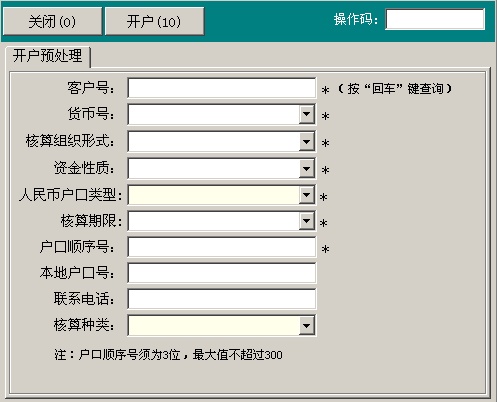 关闭(0) 开户(10) 操作码:
开户预处理
客户号: * (按“回车”键查询)
货币号: *
核算组织形式: *
资金性质: *
人民币户口类型: *
核算期限: *
户口顺序号: *
本地户口号:
联系电话:
核算种类:
注:户口顺序号须为3位,最大值不超过300